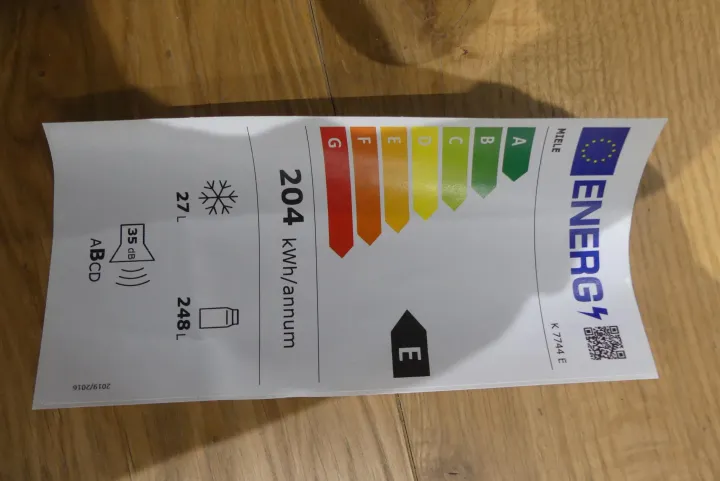 ENERG
MIELE
K 7744 E
A
B
C
D
E
F
G
E
204 kWh/annum
27 L
248 L
35 dB
ABCD
2019/2016